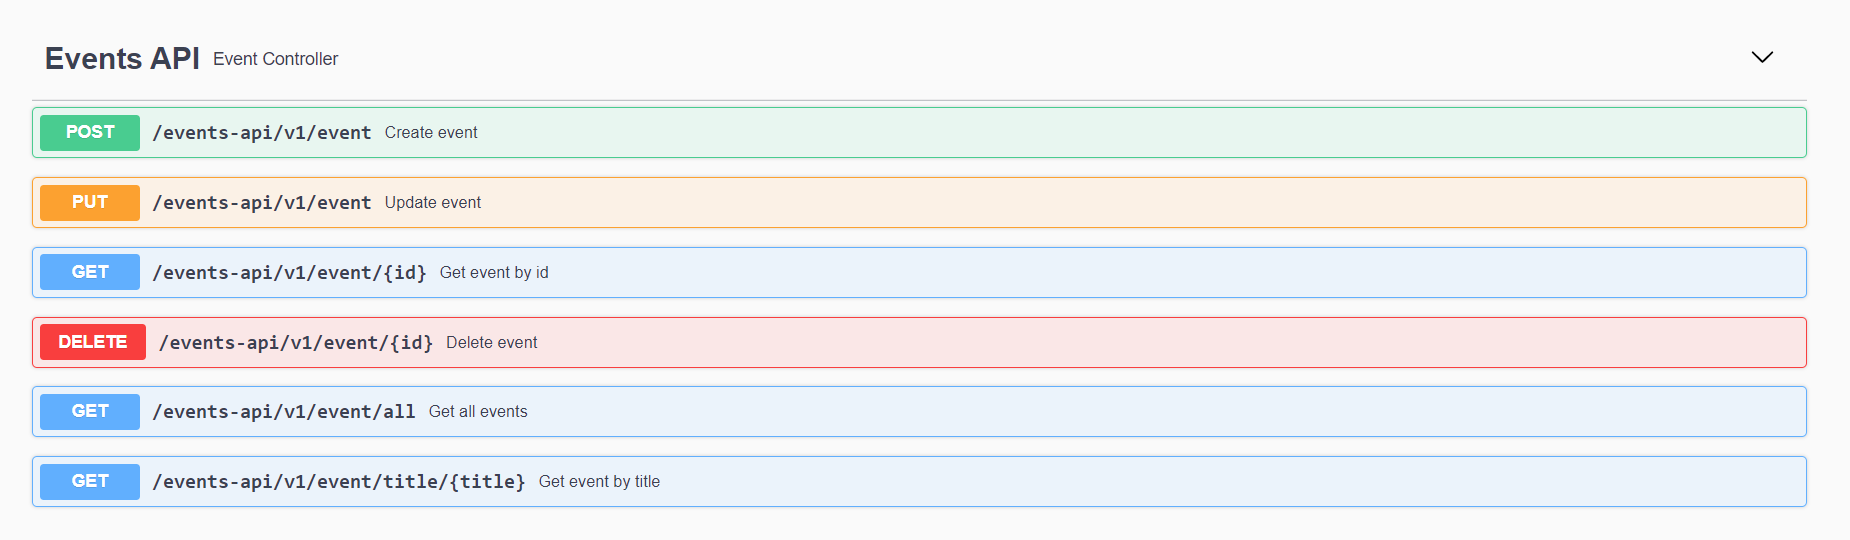 Events API Event Controller
POST /events-api/v1/event Create event
PUT /events-api/v1/event Update event
GET /events-api/v1/event/{id} Get event by id
DELETE /events-api/v1/event/{id} Delete event
GET /events-api/v1/event/all Get all events
GET /events-api/v1/event/title/{title} Get event by title